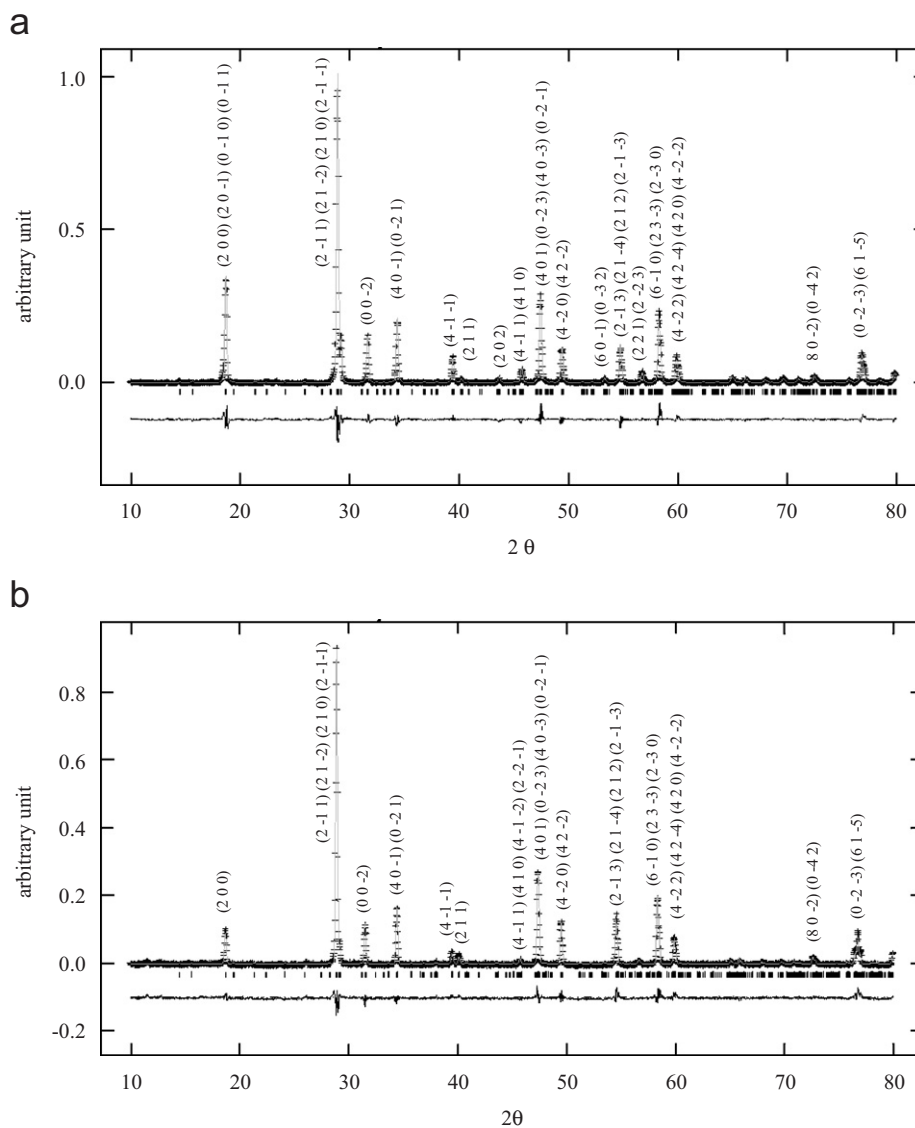 a
arbitrary unit
1.0
0.5
0.0
(2 0 0) (2 0 -1) (0 -1 0) (0 -1 1)
(2 -1 1) (2 1 -2) (2 1 0) (2 -1 -1)
(0 0 -2)
(4 0 -1) (0 -2 1)
(4 -1 -1)
(2 1 1)
(2 0 2)
(4 -1 1) (4 1 0)
(4 0 1) (0 -2 3) (4 0 -3) (0 -2 -1)
(4 -2 0) (4 2 -2)
(6 0 -1) (0 -3 2)
(2 -1 3) (2 1 -4) (2 1 2) (2 -1 -3)
(2 2 1) (2 -2 3)
(6 -1 0) (2 3 -3) (2 -3 0)
(4 -2 2) (4 2 -4) (4 2 0) (4 -2 -2)
8 0 -2) (0 -4 2)
(0 -2 -3) (6 1 -5)
10 20 30 40 50 60 70 80
2 θ
b
arbitrary unit
0.8
0.6
0.4
0.2
0.0
-0.2
(2 0 0)
(2 -1 1) (2 1 -2) (2 1 0) (2 -1 -1)
(0 0 -2)
(4 0 -1) (0 -2 1)
(4 -1 -1)
(2 1 1)
(4 -1 1) (4 1 0) (4 -1 -2) (2 -2 -1)
(4 0 1) (0 -2 3) (4 0 -3) (0 -2 -1)
(4 -2 0) (4 2 -2)
(2 -1 3) (2 1 -4) (2 1 2) (2 -1 -3)
(6 -1 0) (2 3 -3) (2 -3 0)
(4 -2 2) (4 2 -4) (4 2 0) (4 -2 -2)
(8 0 -2) (0 -4 2)
(0 -2 -3) (6 1 -5)
10 20 30 40 50 60 70 80
2θ